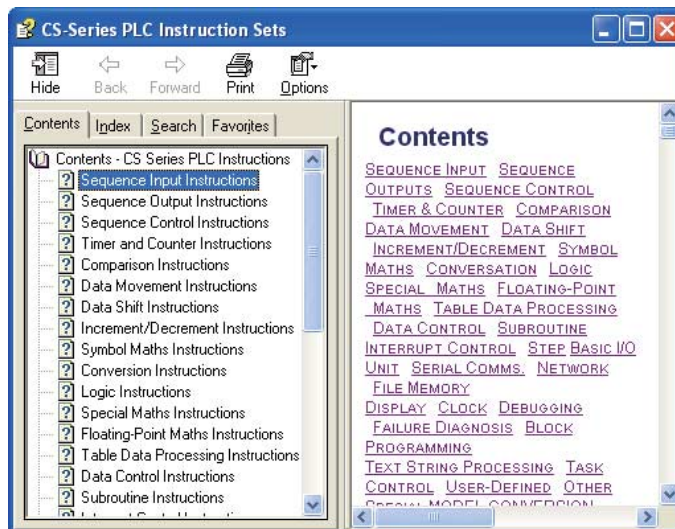 CS-Series PLC Instruction Sets
Hide Back Forward Print Options
Contents Index Search Favorites
Contents - CS Series PLC Instructions
Sequence Input Instructions
Sequence Output Instructions
Sequence Control Instructions
Timer and Counter Instructions
Comparison Instructions
Data Movement Instructions
Data Shift Instructions
Increment/Decrement Instructions
Symbol Maths Instructions
Conversion Instructions
Logic Instructions
Special Maths Instructions
Floating-Point Maths Instructions
Table Data Processing Instructions
Data Control Instructions
Subroutine Instructions
Contents
SEQUENCE INPUT SEQUENCE
OUTPUTS SEQUENCE CONTROL
TIMER & COUNTER COMPARISON
DATA MOVEMENT DATA SHIFT
INCREMENT/DECREMENT SYMBOL
MATHS CONVERSATION LOGIC
SPECIAL MATHS FLOATING-POINT
MATHS TABLE DATA PROCESSING
DATA CONTROL SUBROUTINE
INTERRUPT CONTROL STEP BASIC I/O
UNIT SERIAL COMMS. NETWORK
FILE MEMORY
DISPLAY CLOCK DEBUGGING
FAILURE DIAGNOSIS BLOCK
PROGRAMMING
TEXT STRING PROCESSING TASK
CONTROL USER-DEFINED OTHER
SPECIAL MODEL CONVERSION